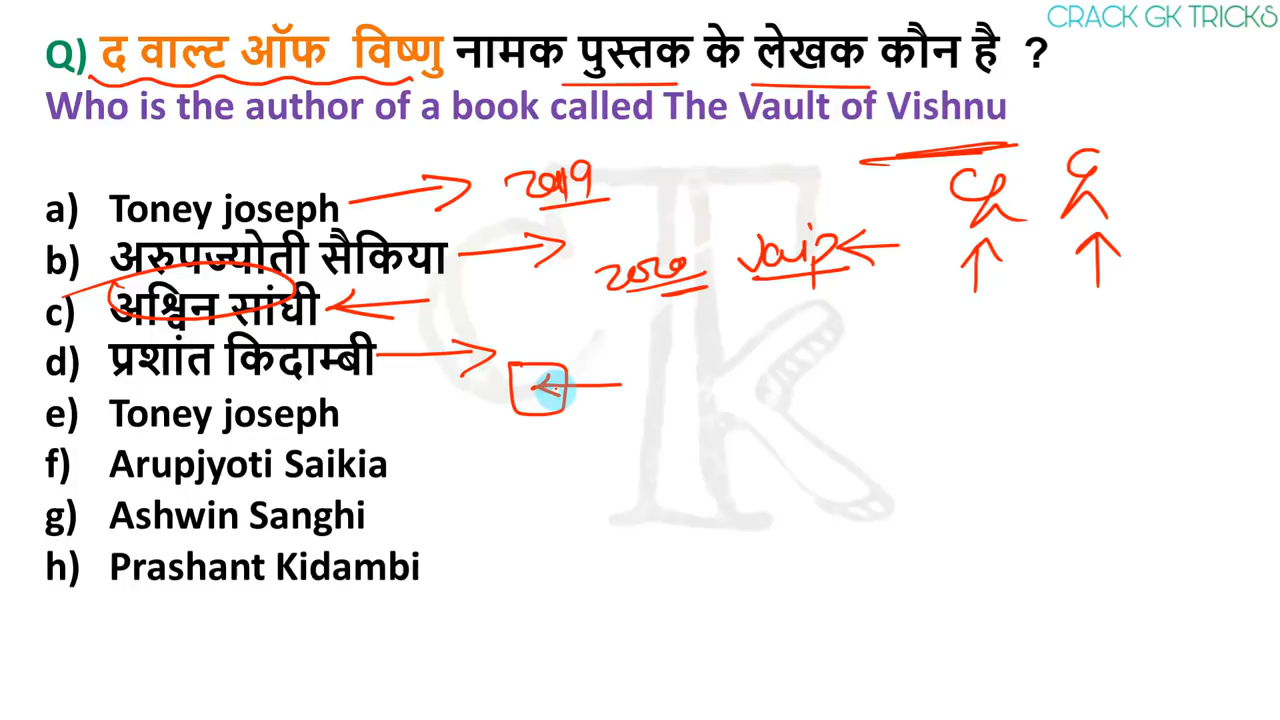 CRACK GK TRICKS
Q) द वाल्ट ऑफ विष्णु नामक पुस्तक के लेखक कौन है ?
Who is the author of a book called The Vault of Vishnu
a) Toney joseph
2019
b) अरुपज्योती सैकिया
2020 Jaip
c) अश्विन सांघी
d) प्रशांत किदाम्बी
e) Toney joseph
f) Arupjyoti Saikia
g) Ashwin Sanghi
h) Prashant Kidambi